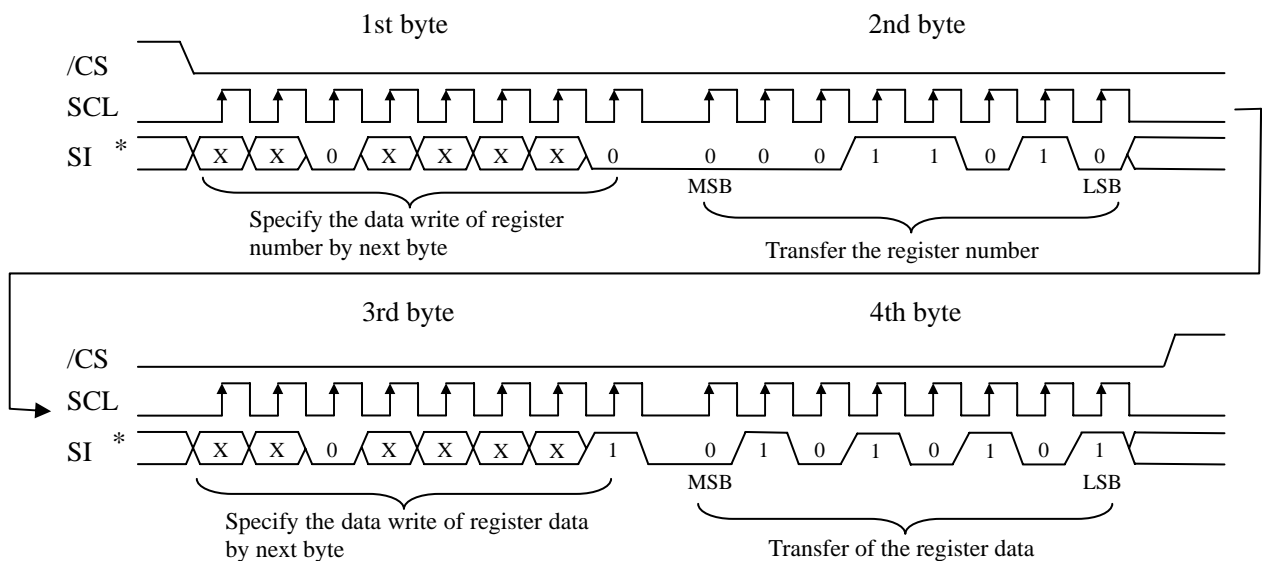 1st byte 2nd byte
/CS
SCL
SI * X X 0 X X X X 0 0 0 0 1 1 0 1 0
MSB LSB
Specify the data write of register
number by next byte
Transfer the register number
3rd byte 4th byte
/CS
SCL
SI * X X 0 X X X X 1 0 1 0 1 0 1 0 1
MSB LSB
Specify the data write of register data
by next byte
Transfer of the register data